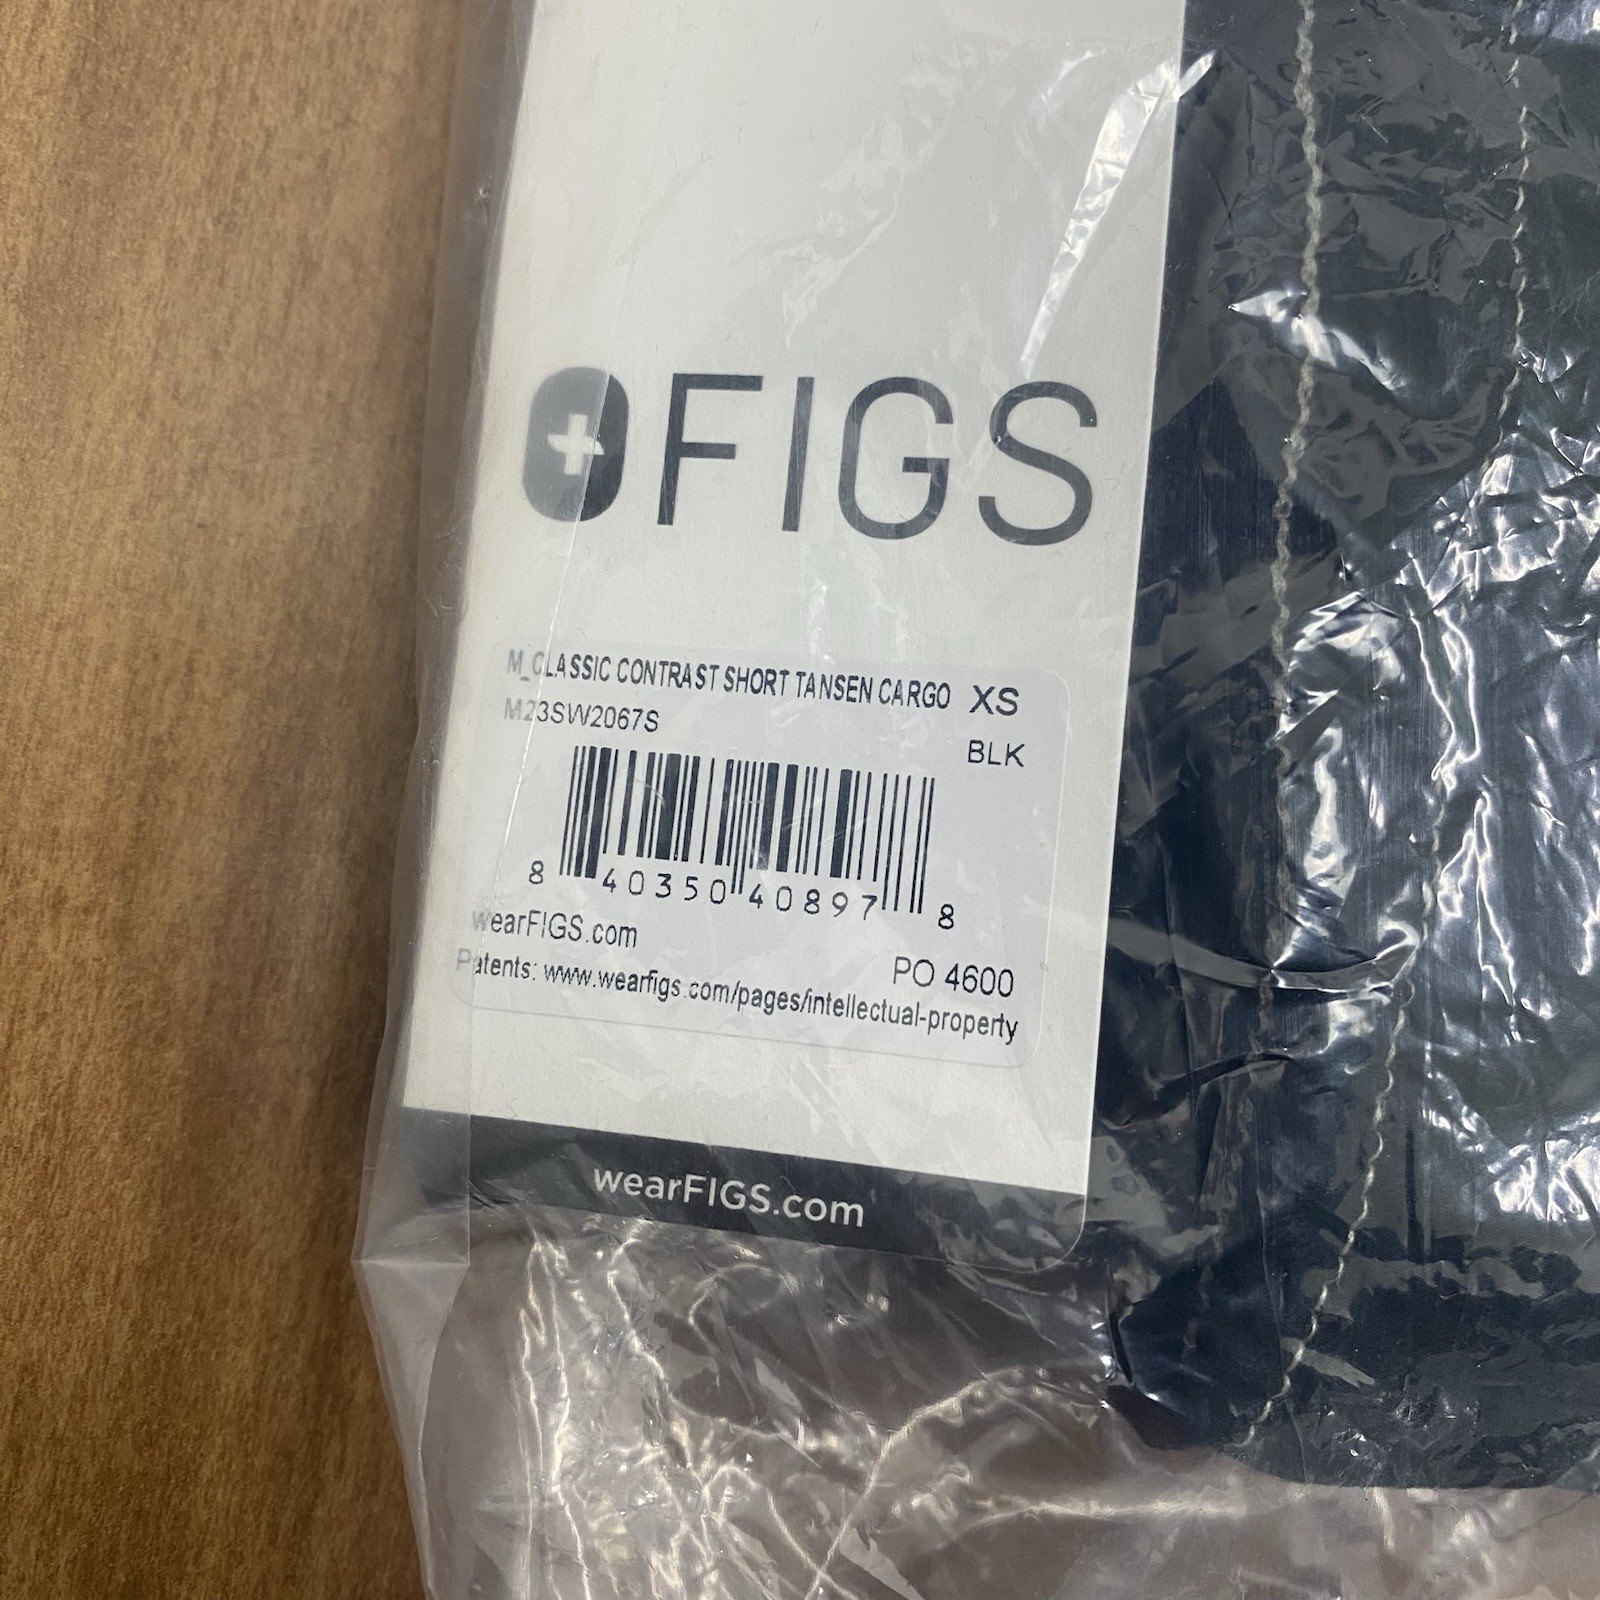 FIGS
M_CLASSIC CONTRAST SHORT TANSEN CARGO XS
M23SW2067S
BLK
8 40350 40897 8
wearFIGS.com
PO 4600
Patents: www.wearfigs.com/pages/intellectual-property
wearFIGS.com